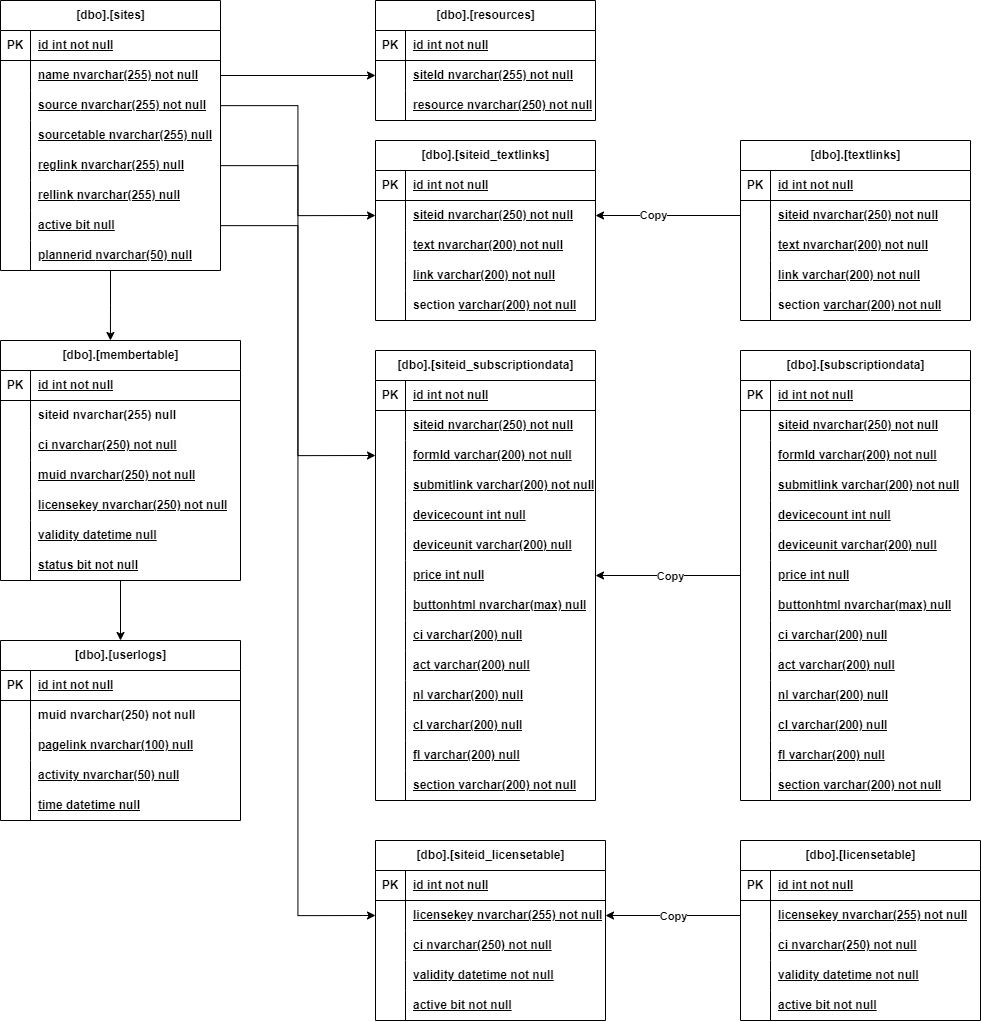 [dbo].[sites]
PK id int not null
name nvarchar(255) not null
source nvarchar(255) not null
sourcetable nvarchar(255) null
reglink nvarchar(255) null
rellink nvarchar(255) null
active bit null
plannerid nvarchar(50) null
[dbo].[membertable]
PK id int not null
siteid nvarchar(255) null
ci nvarchar(250) not null
muid nvarchar(250) not null
licensekey nvarchar(250) not null
validity datetime null
status bit not null
[dbo].[userlogs]
PK id int not null
muid nvarchar(250) not null
pagelink nvarchar(100) null
activity nvarchar(50) null
time datetime null
[dbo].[resources]
PK id int not null
siteId nvarchar(255) not null
resource nvarchar(250) not null
[dbo].[siteid_textlinks]
PK id int not null
siteid nvarchar(250) not null
text nvarchar(200) not null
link varchar(200) not null
section varchar(200) not null
Copy
[dbo].[textlinks]
PK id int not null
siteid nvarchar(250) not null
text nvarchar(200) not null
link varchar(200) not null
section varchar(200) not null
[dbo].[siteid_subscriptiondata]
PK id int not null
siteid nvarchar(250) not null
formId varchar(200) not null
submitlink varchar(200) not null
devicecount int null
deviceunit varchar(200) null
price int null
buttonhtml nvarchar(max) null
ci varchar(200) null
act varchar(200) null
nl varchar(200) null
cl varchar(200) null
fl varchar(200) null
section varchar(200) not null
Copy
[dbo].[subscriptiondata]
PK id int not null
siteid nvarchar(250) not null
formId varchar(200) not null
submitlink varchar(200) not null
devicecount int null
deviceunit varchar(200) null
price int null
buttonhtml nvarchar(max) null
ci varchar(200) null
act varchar(200) null
nl varchar(200) null
cl varchar(200) null
fl varchar(200) null
section varchar(200) not null
[dbo].[siteid_licensetable]
PK id int not null
licensekey nvarchar(255) not null
ci nvarchar(250) not null
validity datetime not null
active bit not null
Copy
[dbo].[licensetable]
PK id int not null
licensekey nvarchar(255) not null
ci nvarchar(250) not null
validity datetime not null
active bit not null